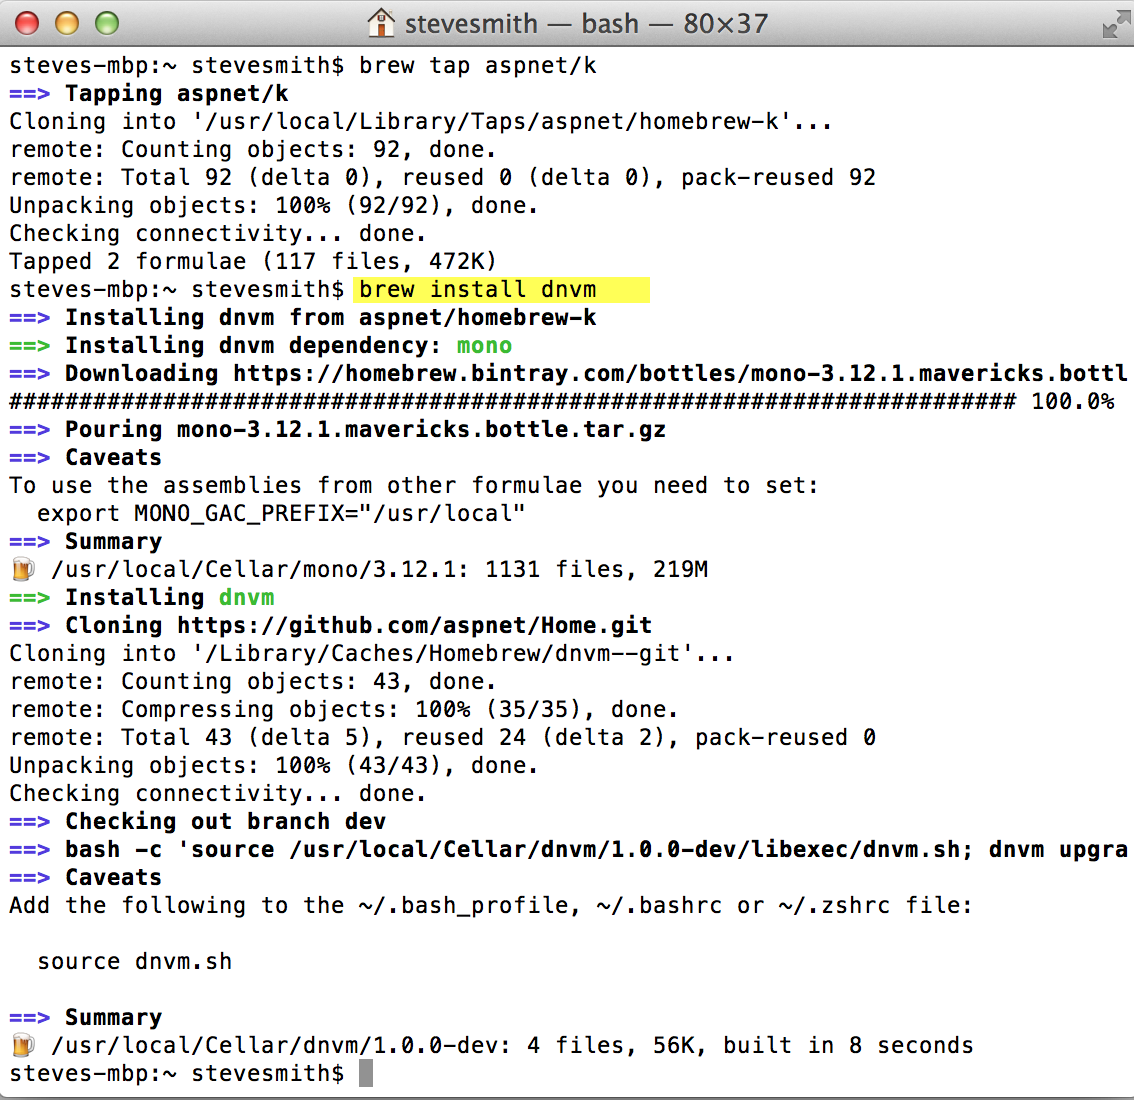 stevesmith — bash — 80×37
steves-mbp:~ stevesmith$ brew tap aspnet/k
==> Tapping aspnet/k
Cloning into '/usr/local/Library/Taps/aspnet/homebrew-k'...
remote: Counting objects: 92, done.
remote: Total 92 (delta 0), reused 0 (delta 0), pack-reused 92
Unpacking objects: 100% (92/92), done.
Checking connectivity... done.
Tapped 2 formulae (117 files, 472K)
steves-mbp:~ stevesmith$ brew install dnvm
==> Installing dnvm from aspnet/homebrew-k
==> Installing dnvm dependency: mono
==> Downloading https://homebrew.bintray.com/bottles/mono-3.12.1.mavericks.bottl
######################################################################## 100.0%
==> Pouring mono-3.12.1.mavericks.bottle.tar.gz
==> Caveats
To use the assemblies from other formulae you need to set:
  export MONO_GAC_PREFIX="/usr/local"
==> Summary
🍺 /usr/local/Cellar/mono/3.12.1: 1131 files, 219M
==> Installing dnvm
==> Cloning https://github.com/aspnet/Home.git
Cloning into '/Library/Caches/Homebrew/dnvm--git'...
remote: Counting objects: 43, done.
remote: Compressing objects: 100% (35/35), done.
remote: Total 43 (delta 5), reused 24 (delta 2), pack-reused 0
Unpacking objects: 100% (43/43), done.
Checking connectivity... done.
==> Checking out branch dev
==> bash -c 'source /usr/local/Cellar/dnvm/1.0.0-dev/libexec/dnvm.sh; dnvm upgra
==> Caveats
Add the following to the ~/.bash_profile, ~/.bashrc or ~/.zshrc file:
  source dnvm.sh
==> Summary
🍺 /usr/local/Cellar/dnvm/1.0.0-dev: 4 files, 56K, built in 8 seconds
steves-mbp:~ stevesmith$